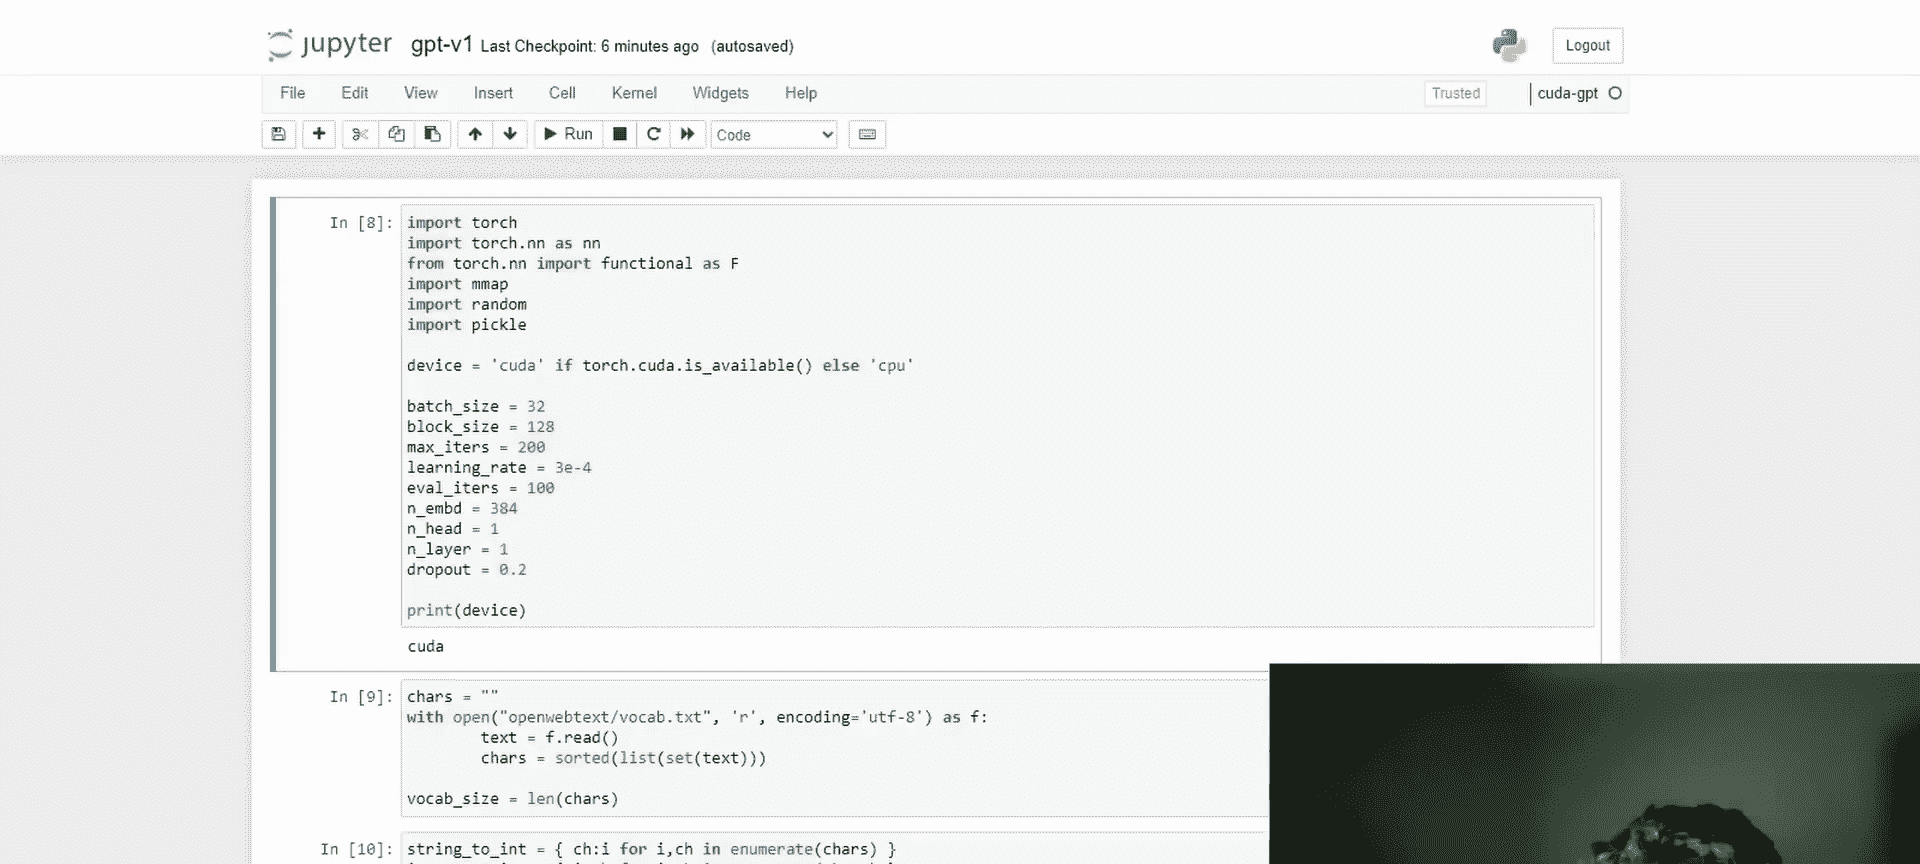 jupyter gpt-v1 Last Checkpoint: 6 minutes ago (autosaved)
Logout
File Edit View Insert Cell Kernel Widgets Help
Trusted
cuda-gpt
Run
Code
In [8]:
import torch
import torch.nn as nn
from torch.nn import functional as F
import mmap
import random
import pickle
device = 'cuda' if torch.cuda.is_available() else 'cpu'
batch_size = 32
block_size = 128
max_iters = 200
learning_rate = 3e-4
eval_iters = 100
n_embd = 384
n_head = 1
n_layer = 1
dropout = 0.2
print(device)
cuda
In [9]:
chars = ""
with open("openwebtext/vocab.txt", 'r', encoding='utf-8') as f:
        text = f.read()
        chars = sorted(list(set(text)))
vocab_size = len(chars)
In [10]:
string_to_int = { ch:i for i,ch in enumerate(chars) }